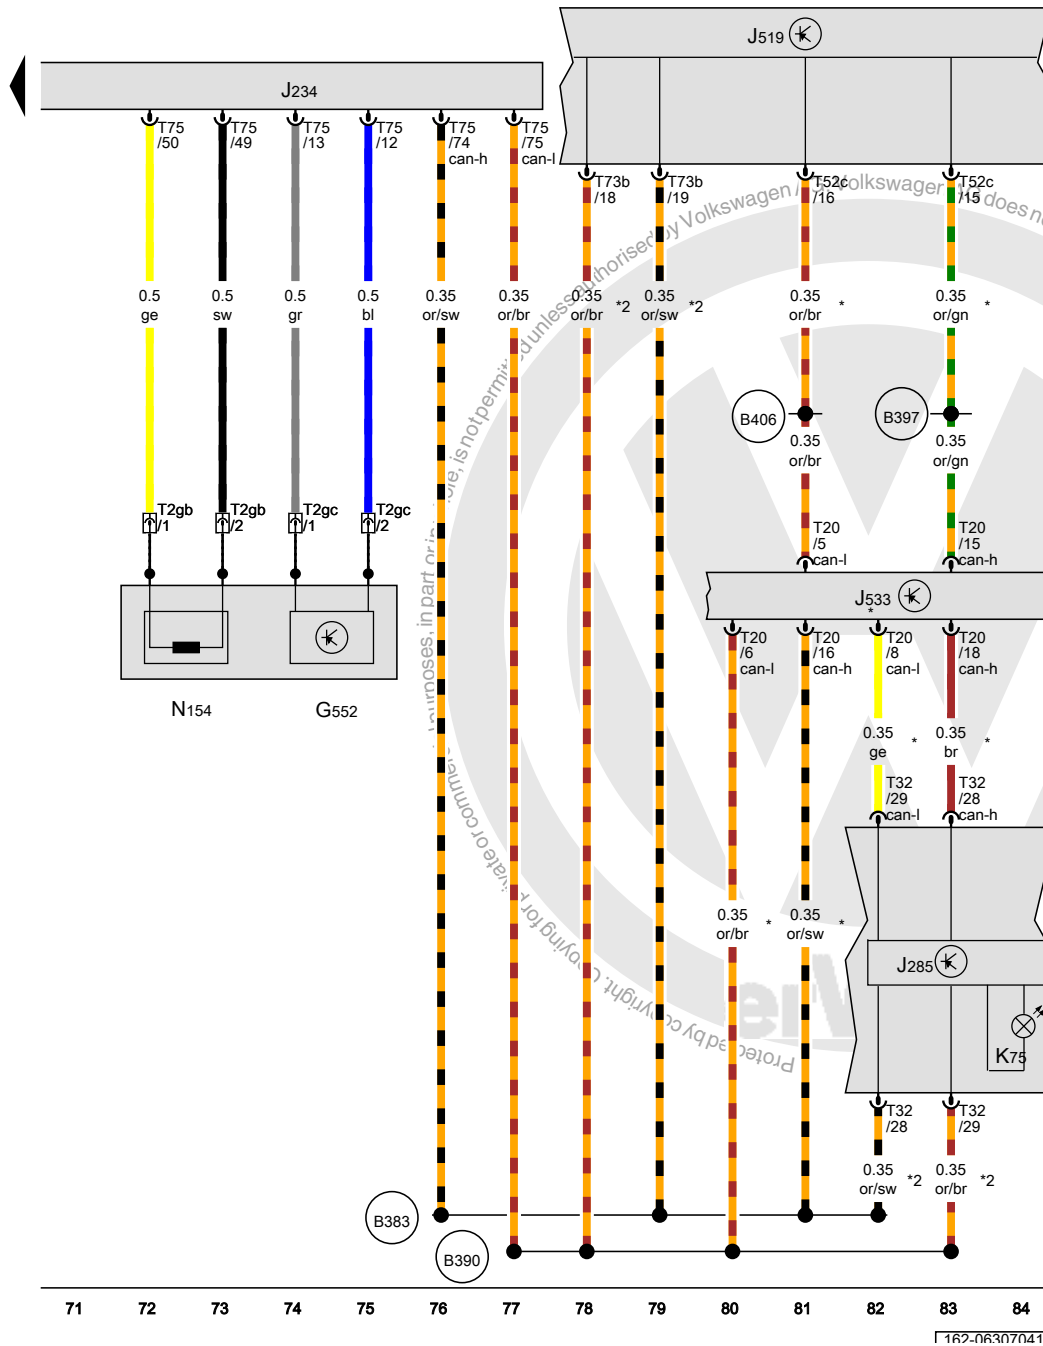 J519
J234
T75 /50
T75 /49
T75 /13
T75 /12
T75 /74 can-h
T75 /75 can-l
T73b /18
T73b /19
T52c /16
T52c /15
0.5 ge
0.5 sw
0.5 gr
0.5 bl
0.35 or/sw
0.35 or/br
0.35 or/br *2
0.35 or/sw *2
0.35 or/br *
0.35 or/gn *
B406
B397
0.35 or/br
0.35 or/gn
T2gb /1
T2gb /2
T2gc /1
T2gc /2
T20 /5 can-l
T20 /15 can-h
J533
*
T20 /6 can-l
T20 /16 can-h
T20 /8 can-l
T20 /18 can-h
N154
G552
0.35 ge *
0.35 br *
T32 /29 can-l
T32 /28 can-h
0.35 or/br *
0.35 or/sw *
J285
K75
T32 /28
T32 /29
0.35 or/sw *2
0.35 or/br *2
B383
B390
71 72 73 74 75 76 77 78 79 80 81 82 83 84
162-06307041